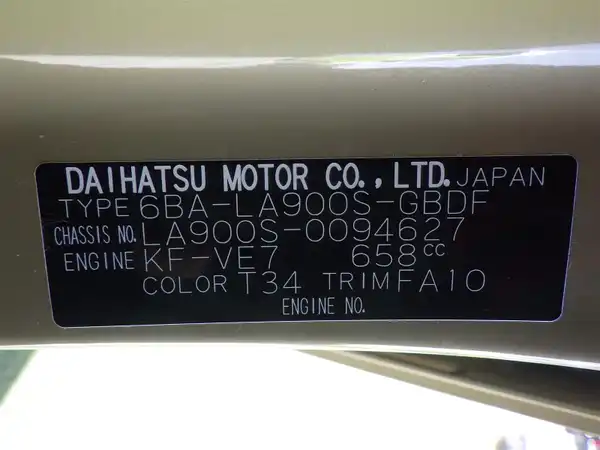 DAIHATSU MOTOR CO., LTD. JAPAN
TYPE 6BA-LA900S-GBDF
CHASSIS NO. LA900S-0094627
ENGINE KF-VE7 658cc
COLOR T34 TRIM FA10
ENGINE NO.